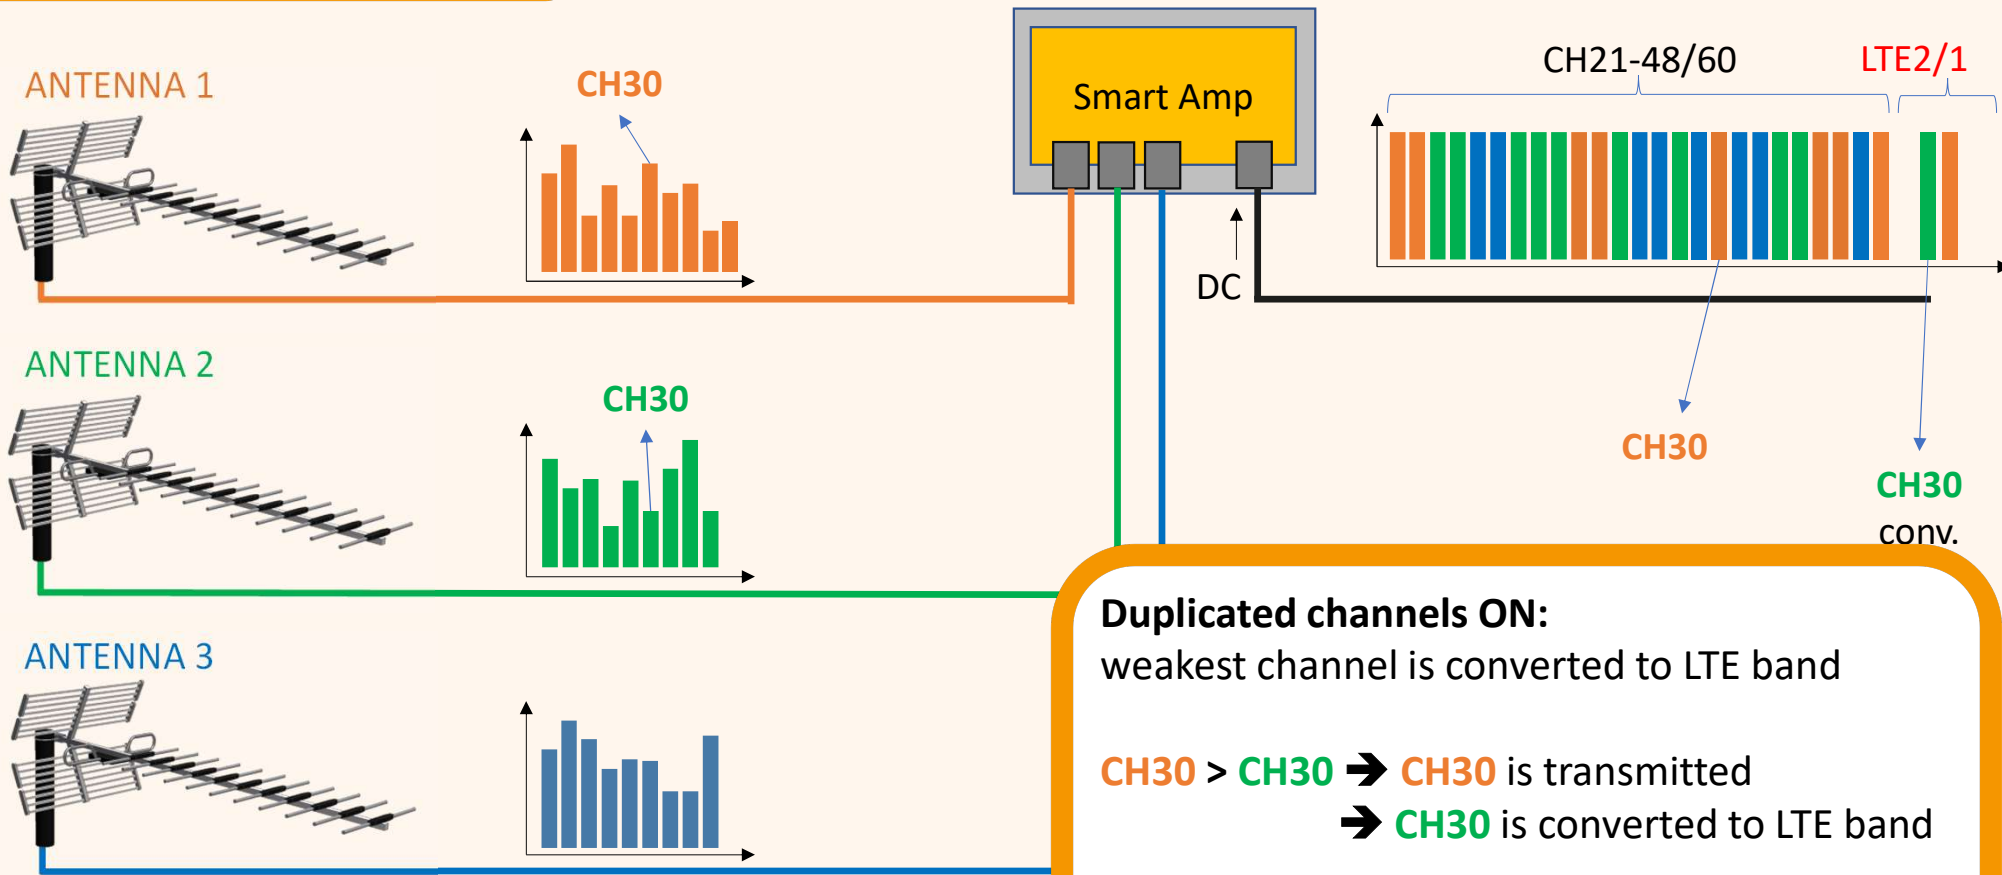 ANTENNA 1
CH30
Smart Amp
DC
CH21-48/60
LTE2/1
CH30
CH30
conv.
ANTENNA 2
CH30
ANTENNA 3
Duplicated channels ON:
weakest channel is converted to LTE band
CH30 > CH30 ➔ CH30 is transmitted
➔ CH30 is converted to LTE band